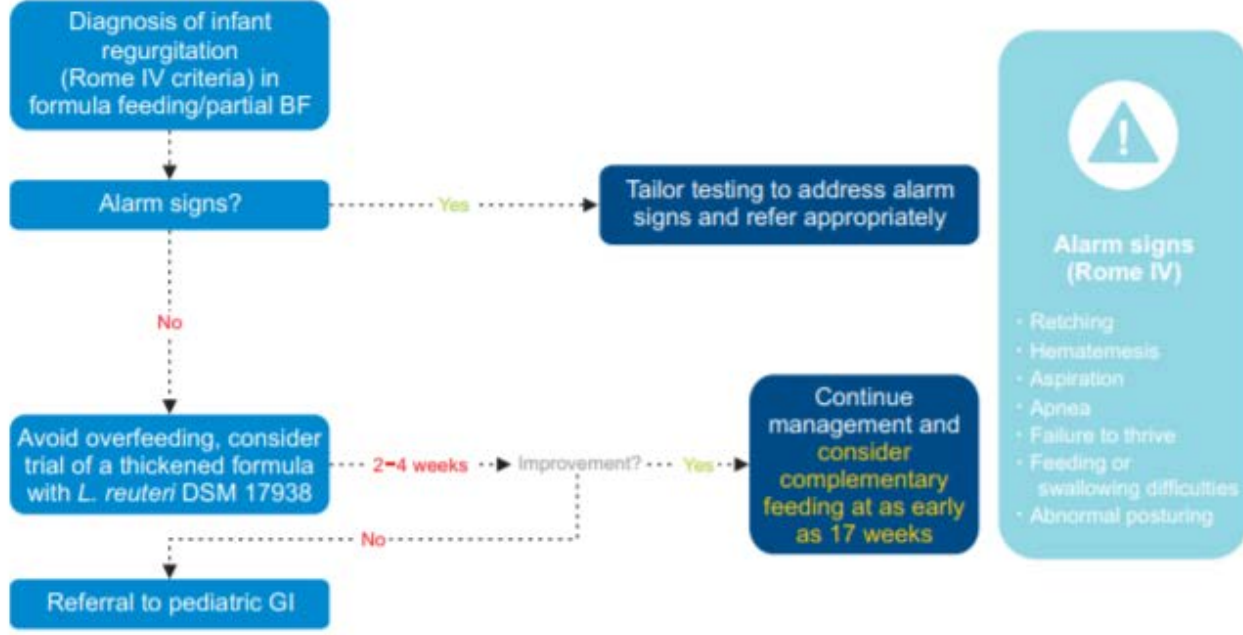 Diagnosis of infant
regurgitation
(Rome IV criteria) in
formula feeding/partial BF
Alarm signs?
Yes
Tailor testing to address alarm
signs and refer appropriately
No
Avoid overfeeding, consider
trial of a thickened formula
with L. reuteri DSM 17938
2-4 weeks
Improvement?
Yes
Continue
management and
consider
complementary
feeding at as early
as 17 weeks
No
Referral to pediatric GI
!
Alarm signs
(Rome IV)
· Retching
· Hematemesis
· Aspiration
· Apnea
· Failure to thrive
· Feeding or
swallowing difficulties
· Abnormal posturing